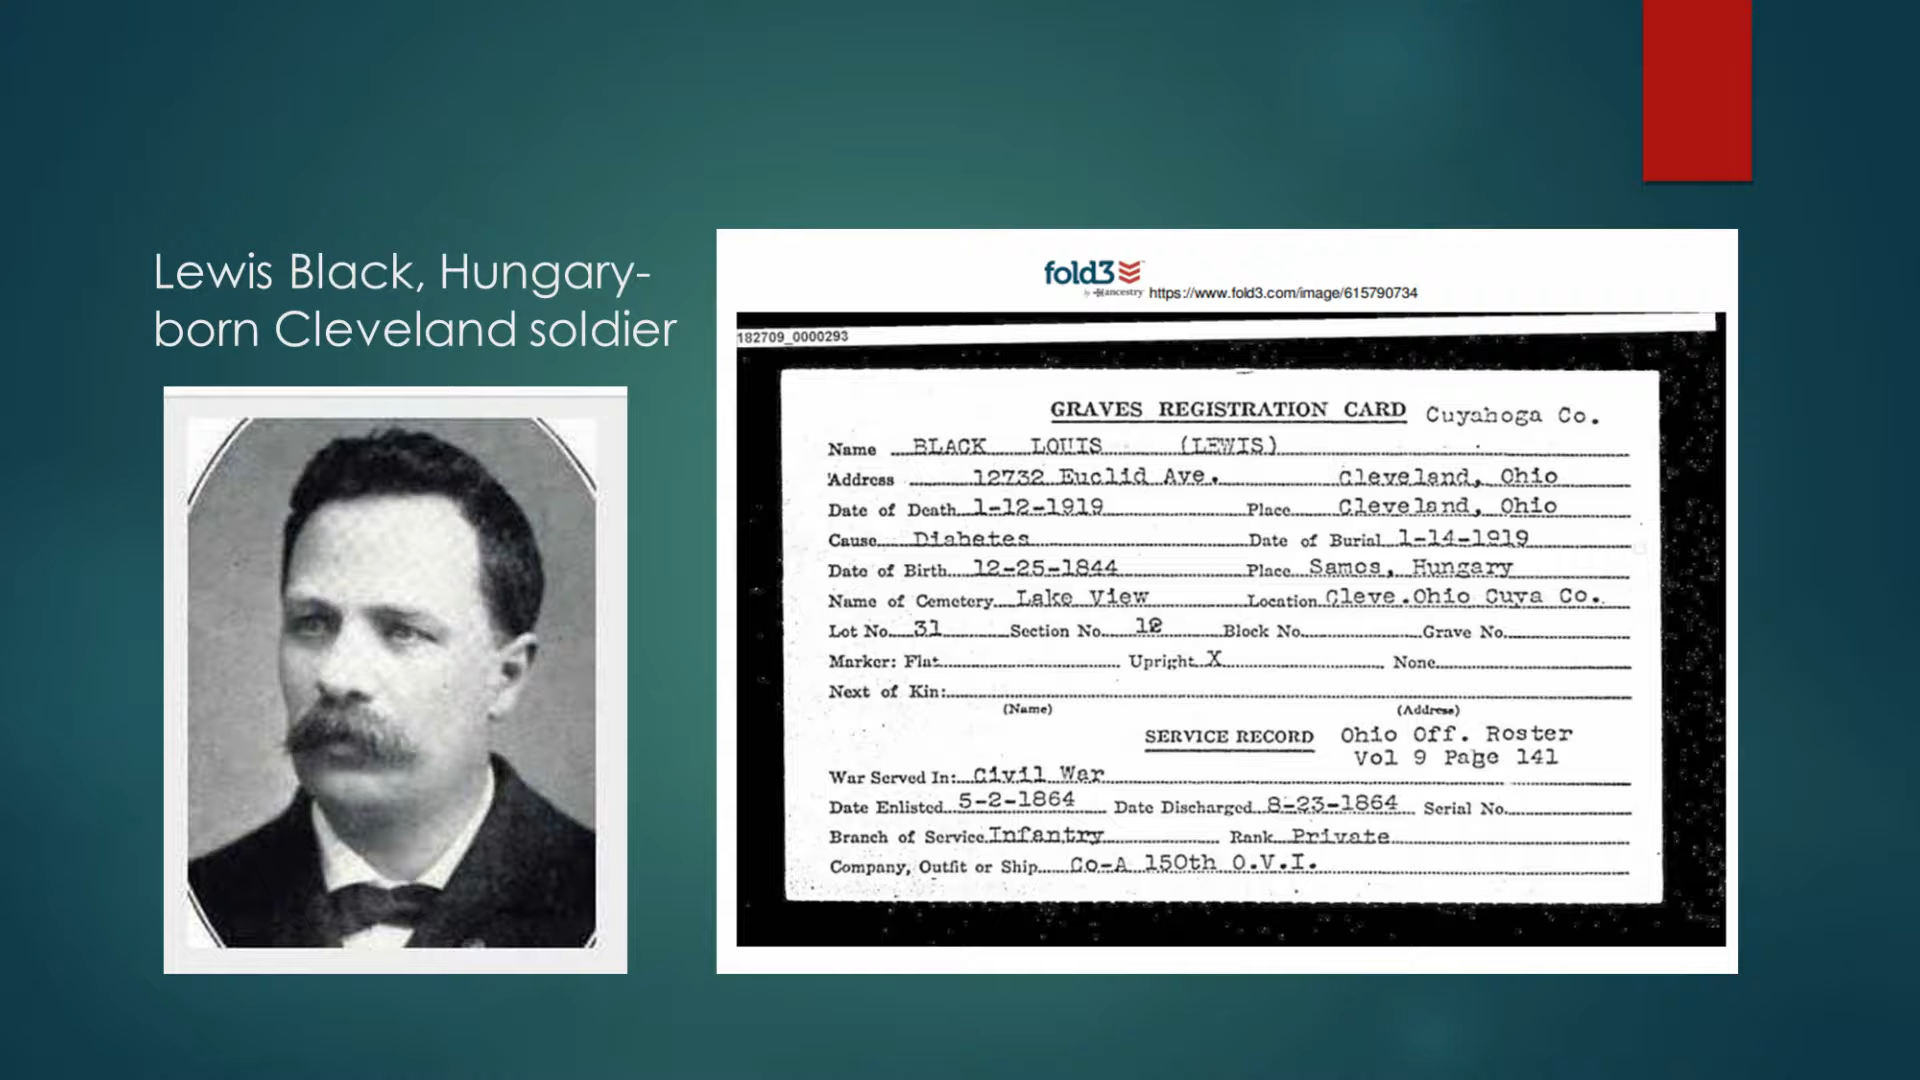 Lewis Black, Hungary-
born Cleveland soldier
fold3
by ancestry https://www.fold3.com/image/615790734
182709_0000293
GRAVES REGISTRATION CARD Cuyahoga Co.
Name BLACK LOUIS (LEWIS)
Address 12732 Euclid Ave. Cleveland, Ohio
Date of Death 1-12-1919 Place Cleveland, Ohio
Cause Diabetes Date of Burial 1-14-1919
Date of Birth 12-25-1844 Place Samos, Hungary
Name of Cemetery Lake View Location Cleve.Ohio Cuya Co.
Lot No. 31 Section No. 12 Block No. Grave No.
Marker: Flat Upright X None
Next of Kin:
(Name) (Address)
SERVICE RECORD Ohio Off. Roster
Vol 9 Page 141
War Served In: Civil War
Date Enlisted 5-2-1864 Date Discharged 8-23-1864 Serial No.
Branch of Service Infantry Rank Private
Company, Outfit or Ship Co-A 150th O.V.I.